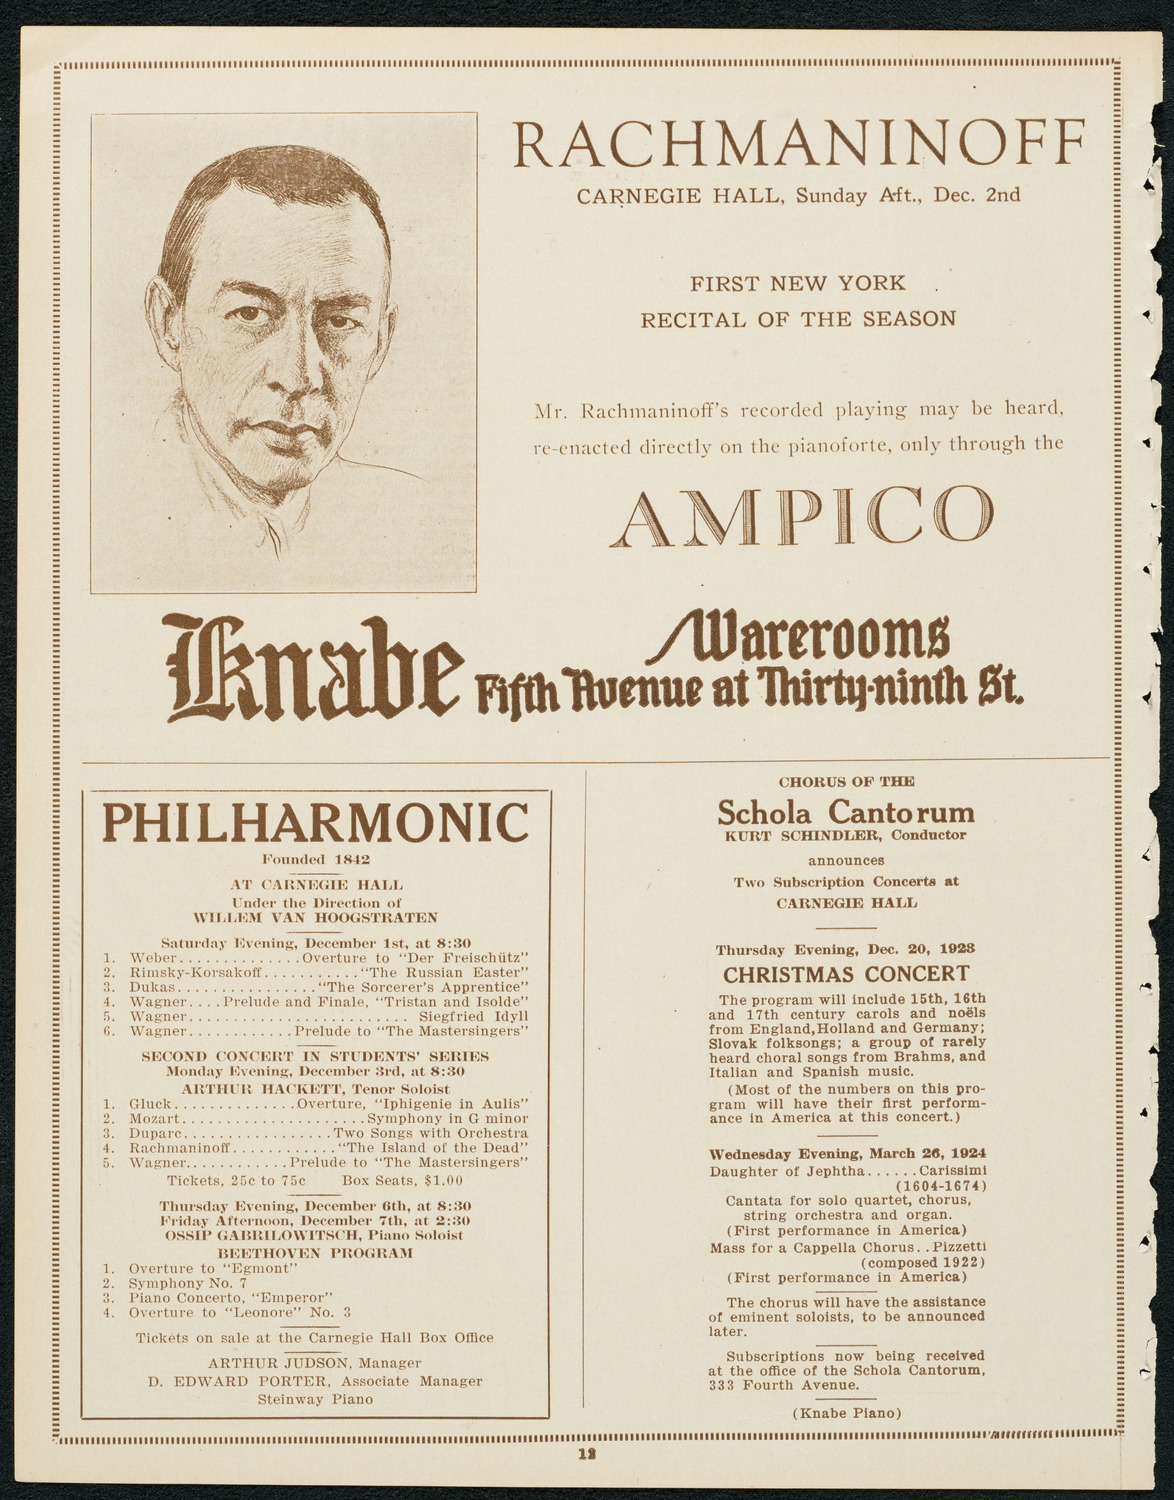 RACHMANINOFF
CARNEGIE HALL, Sunday Aft., Dec. 2nd
FIRST NEW YORK
RECITAL OF THE SEASON
Mr. Rachmaninoff's recorded playing may be heard,
re-enacted directly on the pianoforte, only through the
AMPICO
Knabe Warerooms
Fifth Avenue at Thirty-ninth St.
PHILHARMONIC
Founded 1842
AT CARNEGIE HALL
Under the Direction of
WILLEM VAN HOOGSTRATEN
Saturday Evening, December 1st, at 8:30
1. Weber..............Overture to "Der Freischütz"
2. Rimsky-Korsakoff..........."The Russian Easter"
3. Dukas................"The Sorcerer's Apprentice"
4. Wagner....Prelude and Finale, "Tristan and Isolde"
5. Wagner......................... Siegfried Idyll
6. Wagner............Prelude to "The Mastersingers"
SECOND CONCERT IN STUDENTS' SERIES
Monday Evening, December 3rd, at 8:30
ARTHUR HACKETT, Tenor Soloist
1. Gluck..............Overture, "Iphigenie in Aulis"
2. Mozart.....................Symphony in G minor
3. Duparc.................Two Songs with Orchestra
4. Rachmaninoff............"The Island of the Dead"
5. Wagner............Prelude to "The Mastersingers"
Tickets, 25c to 75c Box Seats, $1.00
Thursday Evening, December 6th, at 8:30
Friday Afternoon, December 7th, at 2:30
OSSIP GABRILOWITSCH, Piano Soloist
BEETHOVEN PROGRAM
1. Overture to "Egmont"
2. Symphony No. 7
3. Piano Concerto, "Emperor"
4. Overture to "Leonore" No. 3
Tickets on sale at the Carnegie Hall Box Office
ARTHUR JUDSON, Manager
D. EDWARD PORTER, Associate Manager
Steinway Piano
CHORUS OF THE
Schola Cantorum
KURT SCHINDLER, Conductor
announces
Two Subscription Concerts at
CARNEGIE HALL
Thursday Evening, Dec. 20, 1923
CHRISTMAS CONCERT
The program will include 15th, 16th
and 17th century carols and noëls
from England,Holland and Germany;
Slovak folksongs; a group of rarely
heard choral songs from Brahms, and
Italian and Spanish music.
(Most of the numbers on this pro-
gram will have their first perform-
ance in America at this concert.)
Wednesday Evening, March 26, 1924
Daughter of Jephtha......Carissimi
(1604-1674)
Cantata for solo quartet, chorus,
string orchestra and organ.
(First performance in America)
Mass for a Cappella Chorus..Pizzetti
(composed 1922)
(First performance in America)
The chorus will have the assistance
of eminent soloists, to be announced
later.
Subscriptions now being received
at the office of the Schola Cantorum,
333 Fourth Avenue.
(Knabe Piano)
12